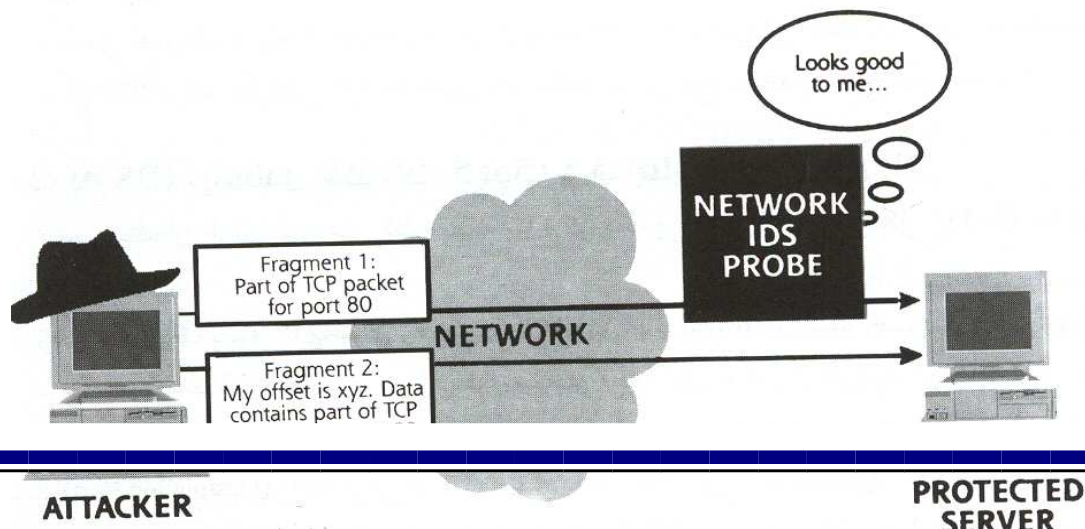 Looks good
to me...
NETWORK
IDS
PROBE
Fragment 1:
Part of TCP packet
for port 80
NETWORK
Fragment 2:
My offset is xyz. Data
contains part of TCP
ATTACKER
PROTECTED
SERVER